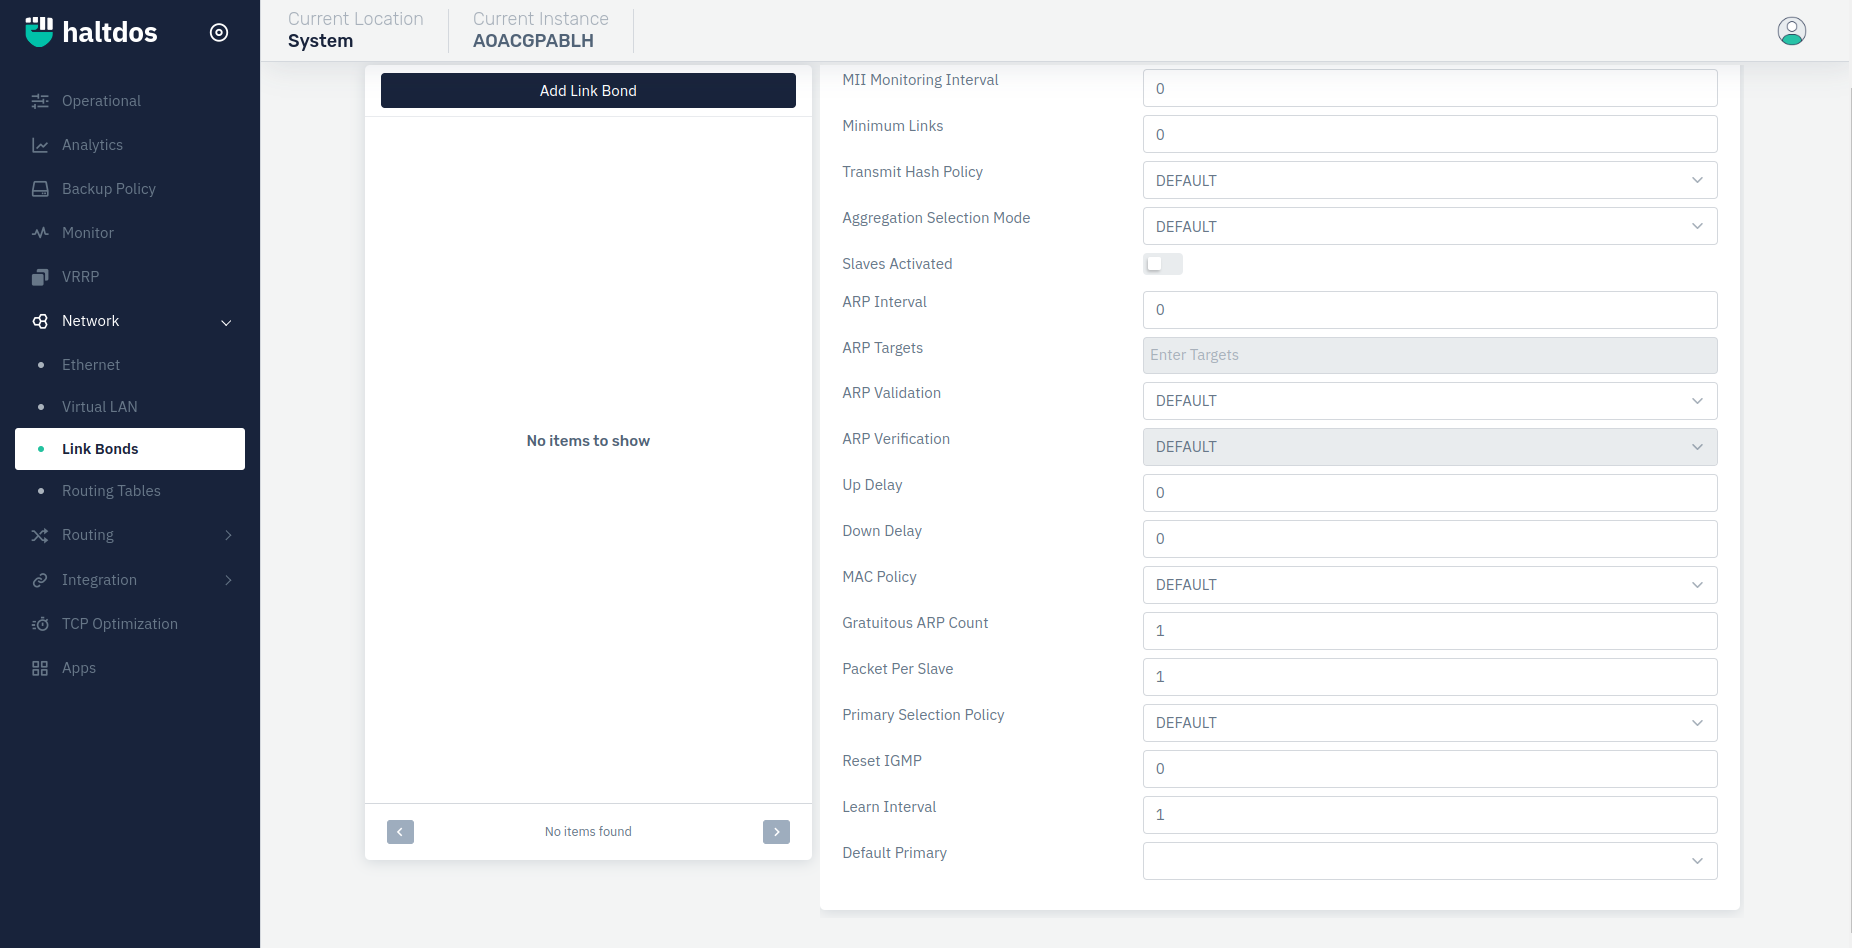 haltdos
Current Location
System
Current Instance
AOACGPABLH
Operational
Analytics
Backup Policy
Monitor
VRRP
Network
Ethernet
Virtual LAN
Link Bonds
Routing Tables
Routing
Integration
TCP Optimization
Apps
Add Link Bond
No items to show
No items found
MII Monitoring Interval
0
Minimum Links
0
Transmit Hash Policy
DEFAULT
Aggregation Selection Mode
DEFAULT
Slaves Activated
ARP Interval
0
ARP Targets
Enter Targets
ARP Validation
DEFAULT
ARP Verification
DEFAULT
Up Delay
0
Down Delay
0
MAC Policy
DEFAULT
Gratuitous ARP Count
1
Packet Per Slave
1
Primary Selection Policy
DEFAULT
Reset IGMP
0
Learn Interval
1
Default Primary